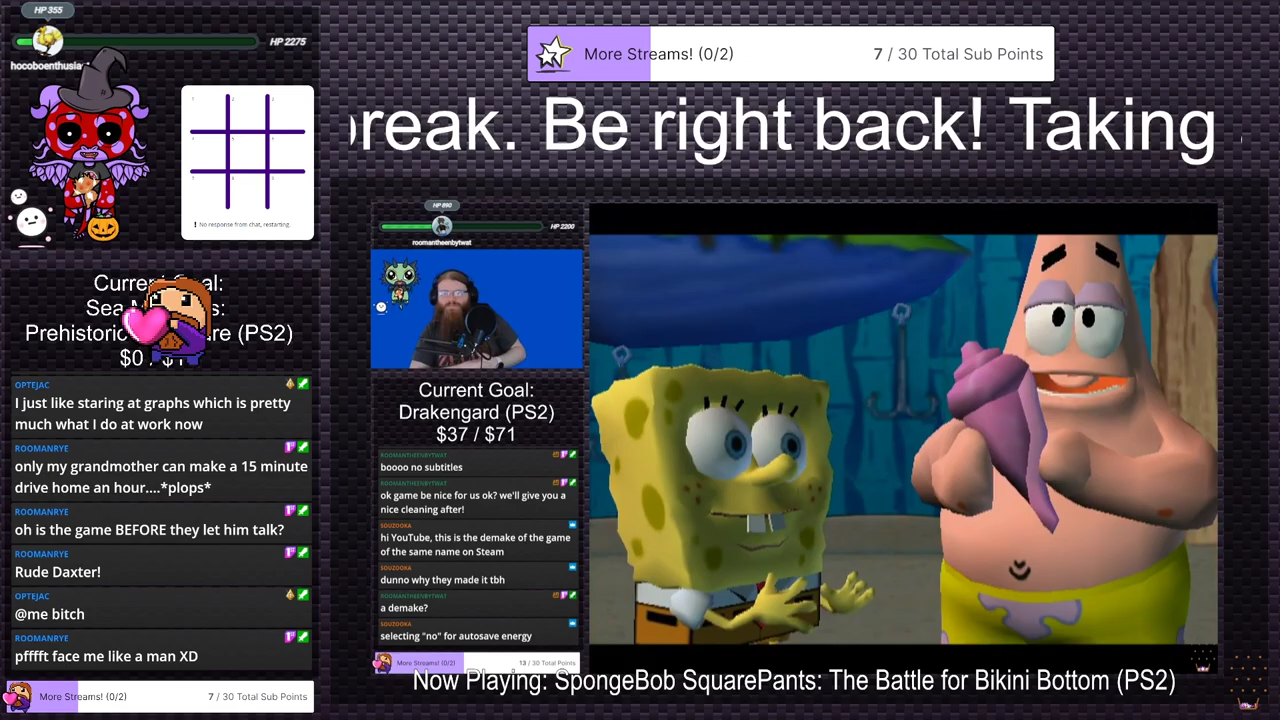 HP 355
HP 2275
hocoboenthusia
! No response from chat, restarting.
More Streams! (0/2)
7 / 30 Total Sub Points
break. Be right back! Taking
Current Goal:
Prehistoric
(PS2)
OPTEJAC
I just like staring at graphs which is pretty
much what I do at work now
ROOMANRYE
only my grandmother can make a 15 minute
drive home an hour....*plops*
ROOMANRYE
oh is the game BEFORE they let him talk?
ROOMANRYE
Rude Daxter!
OPTEJAC
@me bitch
ROOMANRYE
pfffft face me like a man XD
More Streams! (0/2)
7 / 30 Total Sub Points
HP 890
HP 2200
roomantheenbytwat
Current Goal:
Drakengard (PS2)
$37 / $71
ROOMANTHEENBYTWAT
boooo no subtitles
ROOMANTHEENBYTWAT
ok game be nice for us ok? we'll give you a
nice cleaning after!
SOUZOOKA
hi YouTube, this is the demake of the game
of the same name on Steam
SOUZOOKA
dunno why they made it tbh
ROOMANTHEENBYTWAT
a demake?
SOUZOOKA
selecting "no" for autosave energy
More Streams! (0/2)
13 / 30 Total Points
Now Playing: SpongeBob SquarePants: The Battle for Bikini Bottom (PS2)